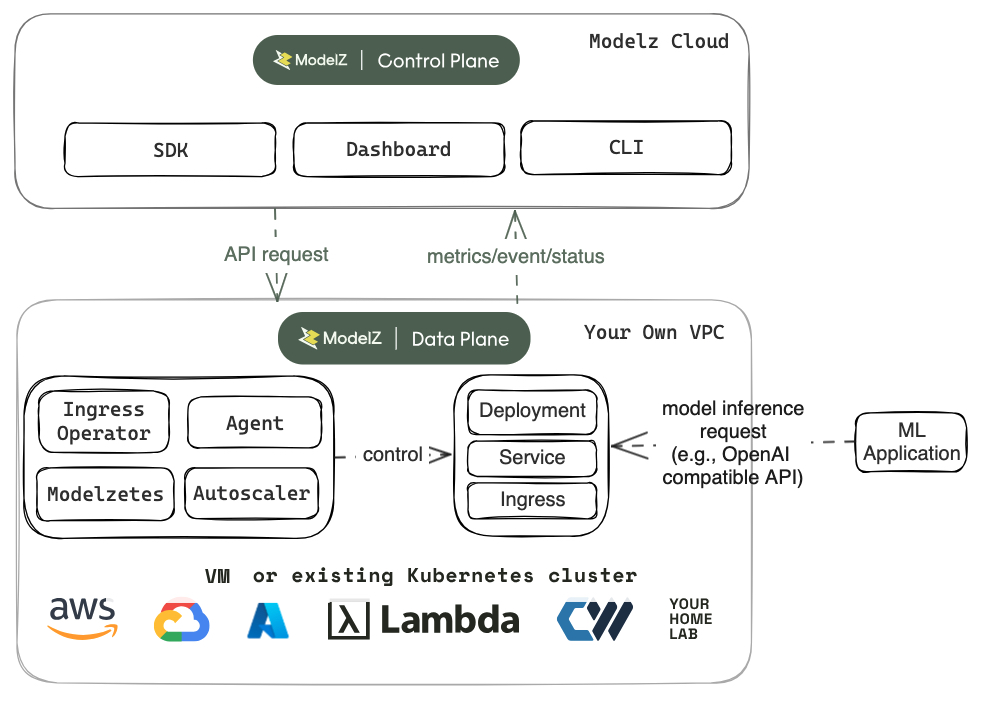 Modelz Cloud
ModelZ | Control Plane
SDK
Dashboard
CLI
API request
metrics/event/status
ModelZ | Data Plane
Your Own VPC
Ingress
Operator
Agent
Modelzetes
Autoscaler
control
Deployment
Service
Ingress
model inference
request
(e.g., OpenAI
compatible API)
ML
Application
VM or existing Kubernetes cluster
aws
λ Lambda
YOUR
HOME
LAB